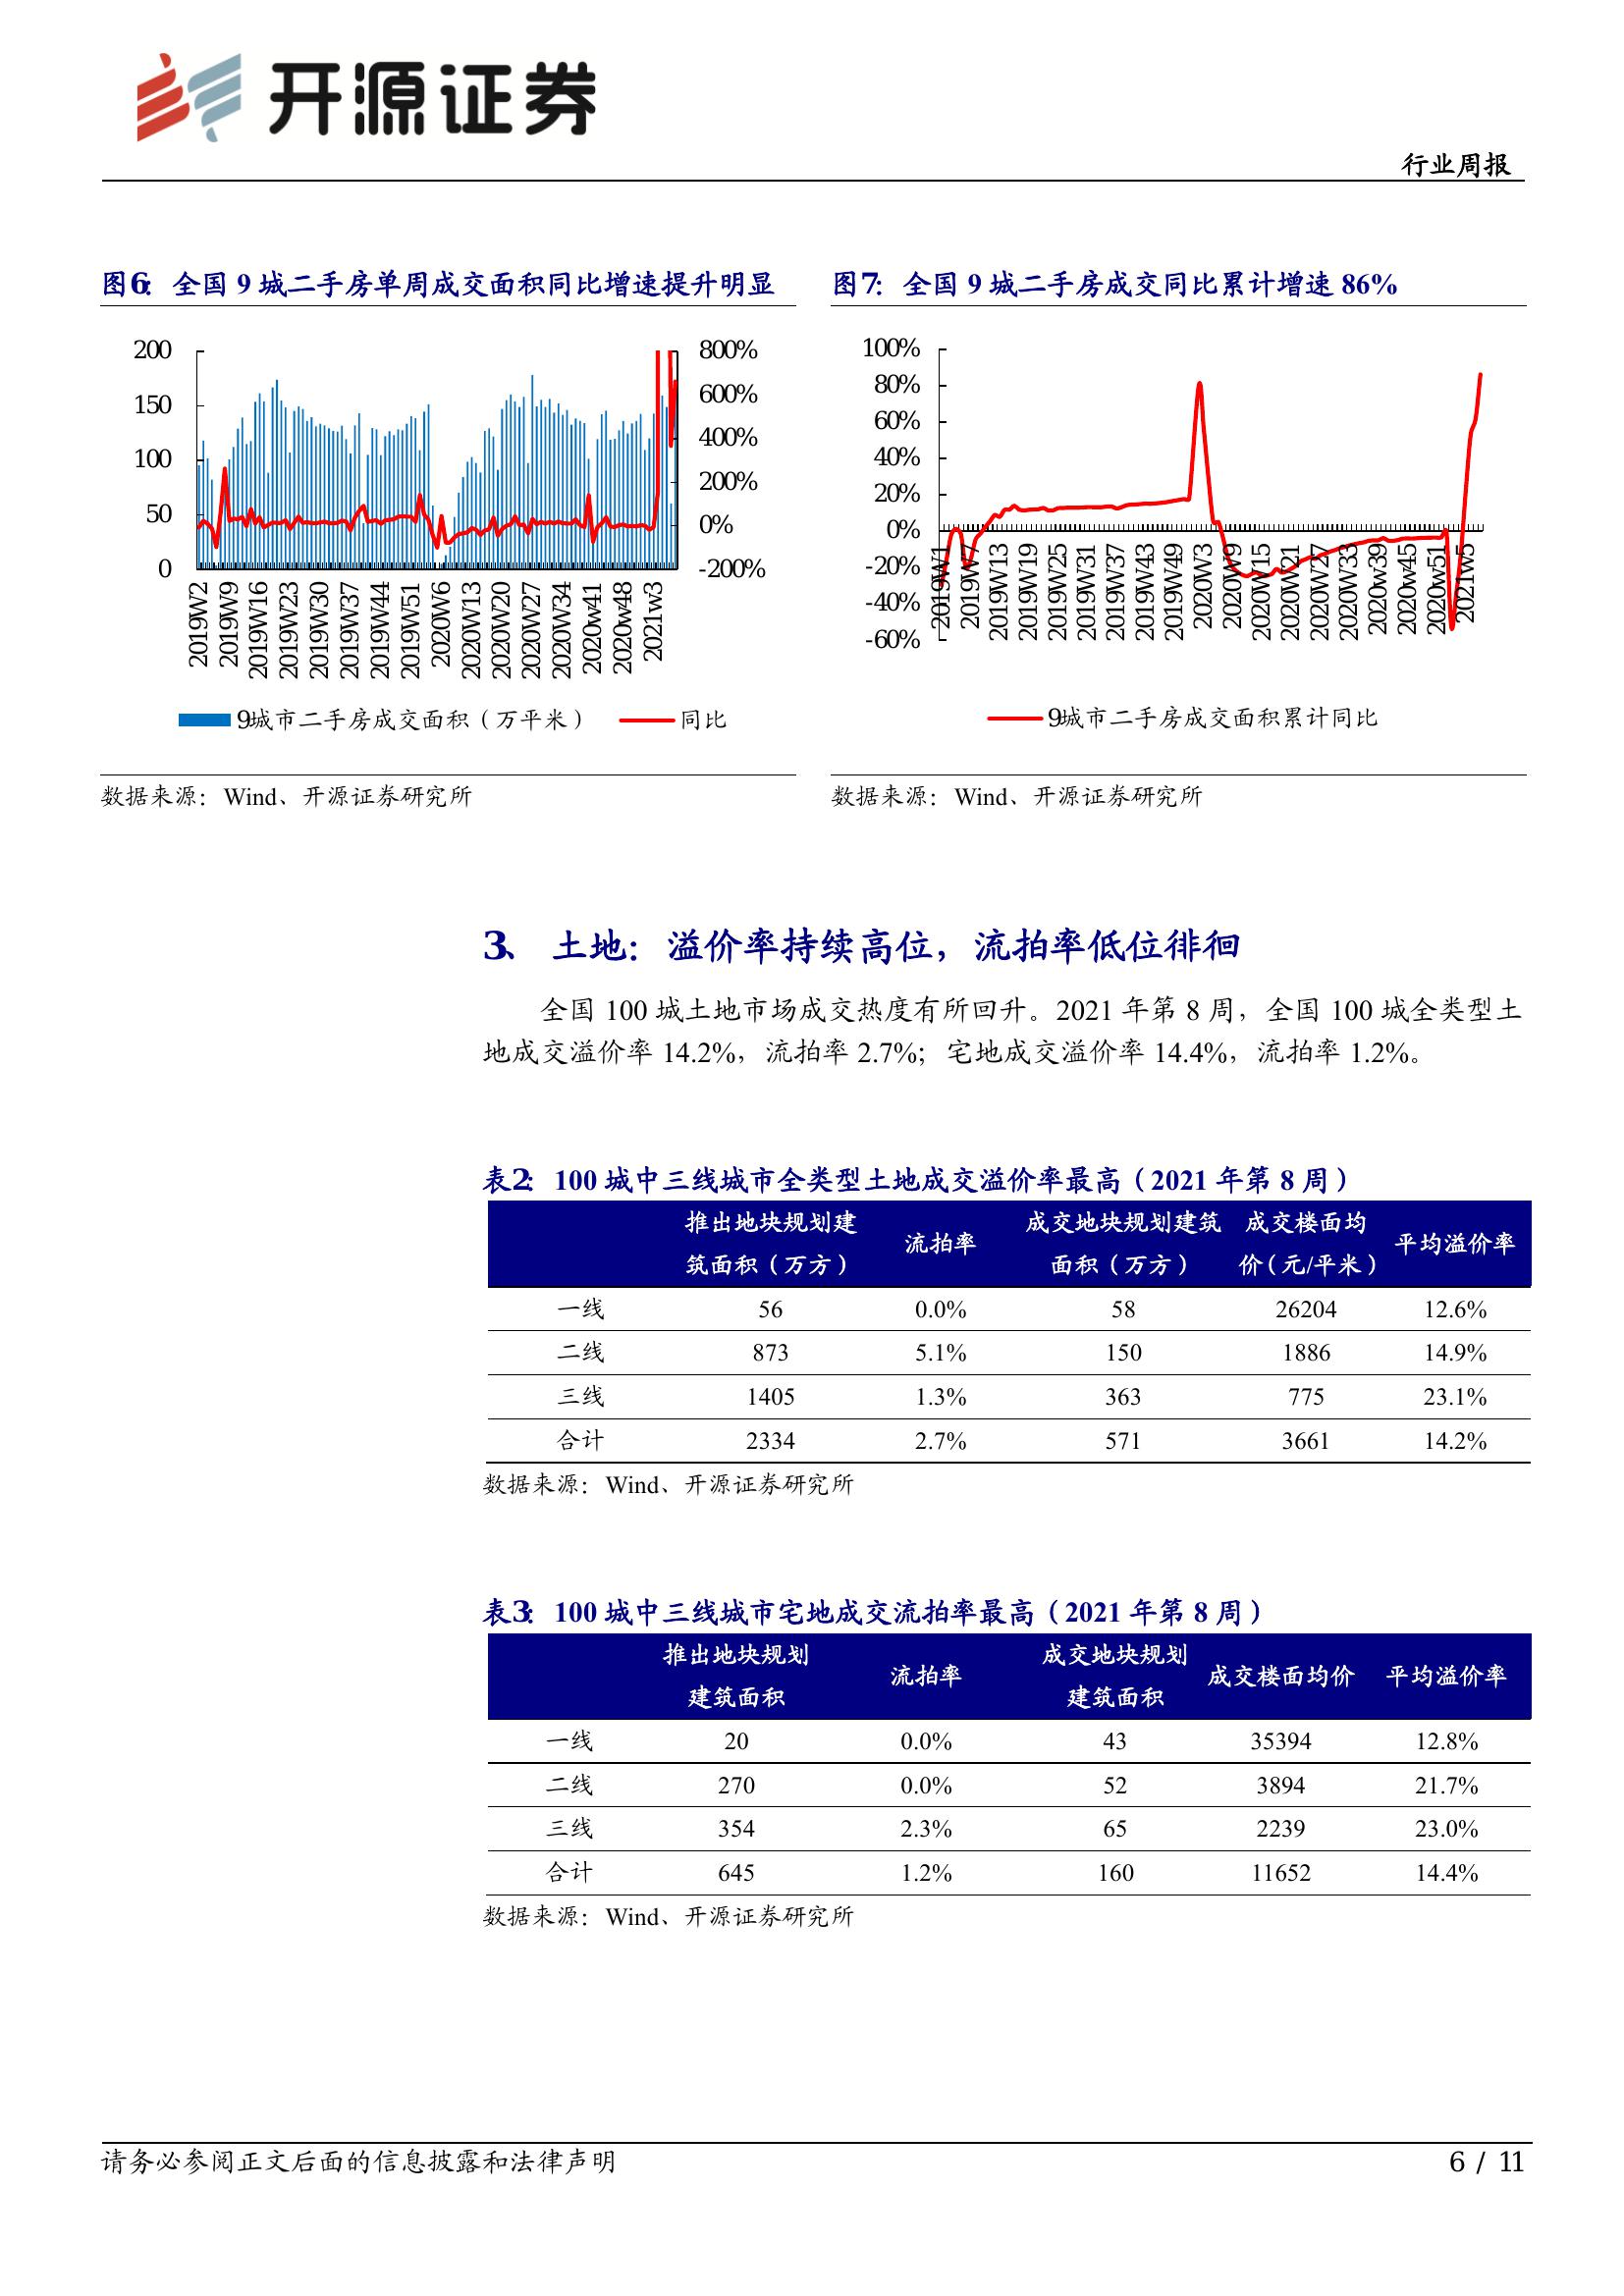 开源证券
行业周报
图6：全国 9 城二手房单周成交面积同比增速提升明显
200
150
100
50
0
800%
600%
400%
200%
0%
-200%
2019W2
2019W9
2019W16
2019W23
2019W30
2019W37
2019W44
2019W51
2020W6
2020W13
2020W20
2020W27
2020W34
2020w41
2020w48
2021w3
9城市二手房成交面积（万平米） 同比
数据来源：Wind、开源证券研究所
图7：全国 9 城二手房成交同比累计增速 86%
100%
80%
60%
40%
20%
0%
-20%
-40%
-60%
2019W1
2019W7
2019W13
2019W19
2019W25
2019W31
2019W37
2019W43
2019W49
2020W3
2020W9
2020W15
2020W21
2020W27
2020W33
2020w39
2020w45
2020w51
2021w5
9城市二手房成交面积累计同比
数据来源：Wind、开源证券研究所
3、 土地：溢价率持续高位，流拍率低位徘徊
全国 100 城土地市场成交热度有所回升。2021 年第 8 周，全国 100 城全类型土
地成交溢价率 14.2%，流拍率 2.7%；宅地成交溢价率 14.4%，流拍率 1.2%。
表2：100 城中三线城市全类型土地成交溢价率最高（2021 年第 8 周）
推出地块规划建 成交地块规划建筑 成交楼面均
流拍率 平均溢价率
筑面积（万方） 面积（万方） 价（元/平米）
一线 56 0.0% 58 26204 12.6%
二线 873 5.1% 150 1886 14.9%
三线 1405 1.3% 363 775 23.1%
合计 2334 2.7% 571 3661 14.2%
数据来源：Wind、开源证券研究所
表3：100 城中三线城市宅地成交流拍率最高（2021 年第 8 周）
推出地块规划 成交地块规划
流拍率 成交楼面均价 平均溢价率
建筑面积 建筑面积
一线 20 0.0% 43 35394 12.8%
二线 270 0.0% 52 3894 21.7%
三线 354 2.3% 65 2239 23.0%
合计 645 1.2% 160 11652 14.4%
数据来源：Wind、开源证券研究所
请务必参阅正文后面的信息披露和法律声明 6 / 11